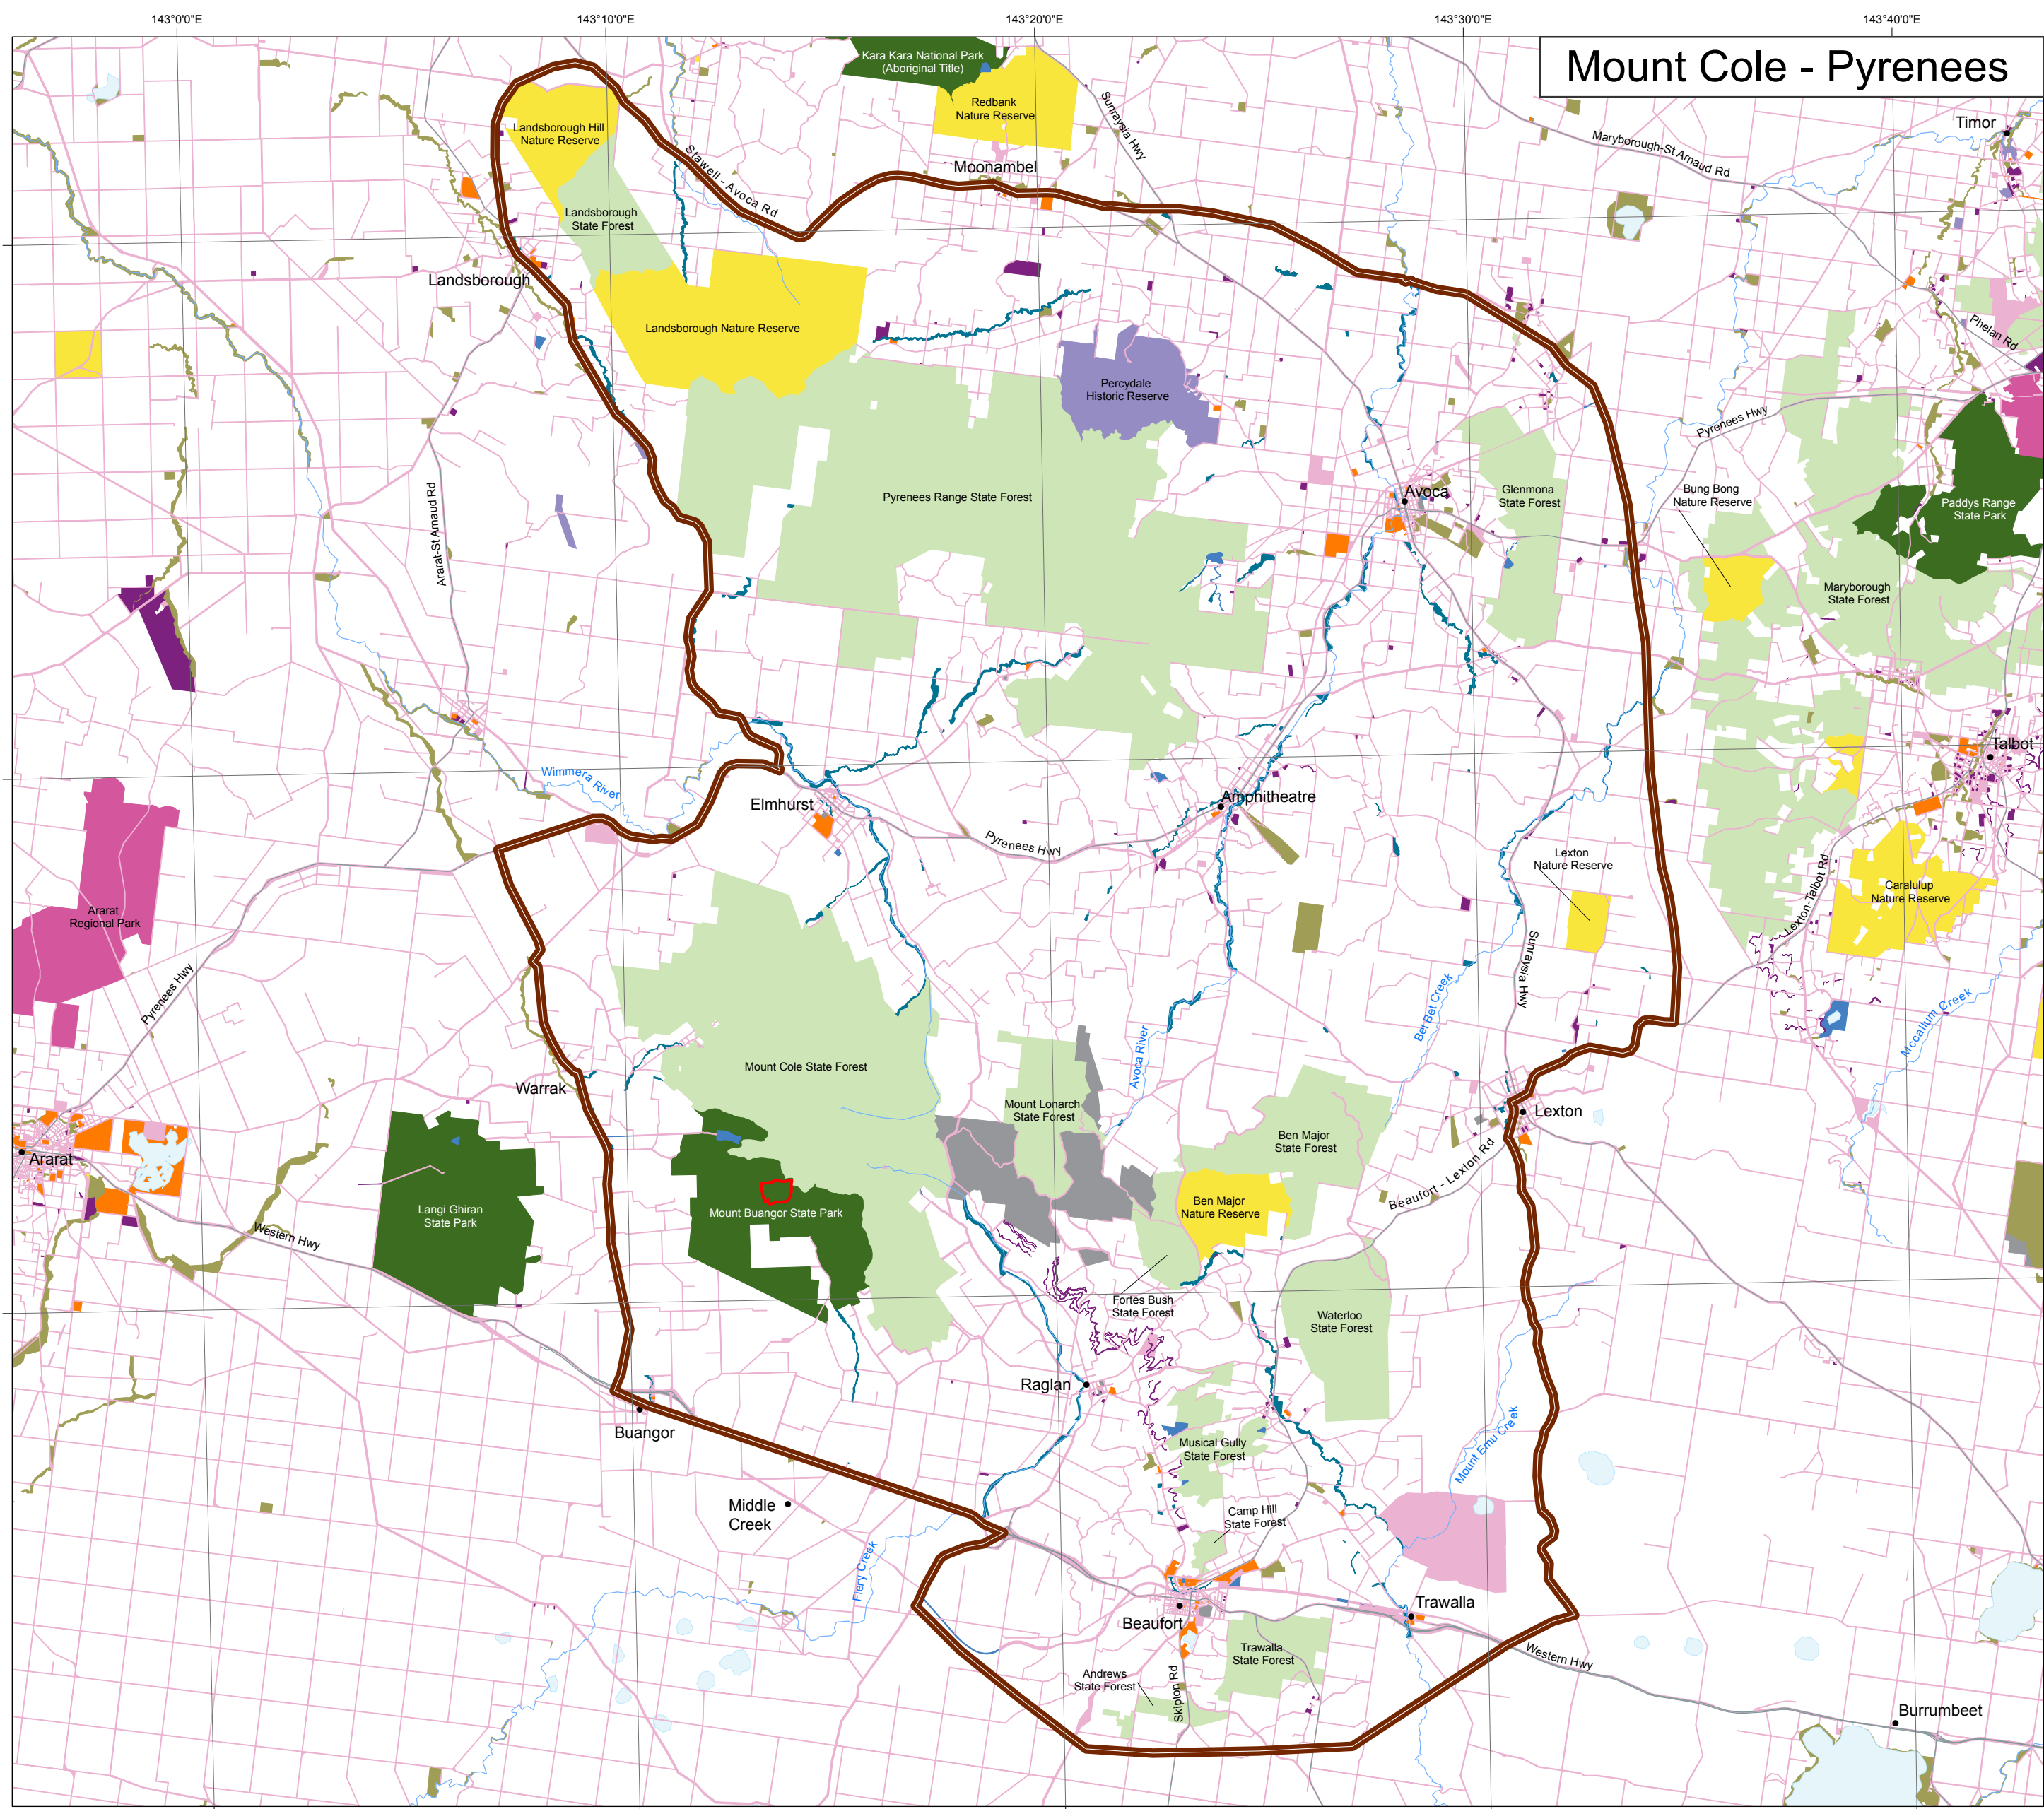 143°0'0"E
143°10'0"E
143°20'0"E
143°30'0"E
143°40'0"E
Mount Cole - Pyrenees
Kara Kara National Park
(Aboriginal Title)
Redbank
Nature Reserve
Sunraysia Hwy
Maryborough-St Arnaud Rd
Timor
Landsborough Hill
Nature Reserve
Stawell - Avoca Rd
Moonambel
Landsborough
State Forest
Landsborough
Landsborough Nature Reserve
Phelan Rd
Percydale
Historic Reserve
Pyrenees Hwy
Ararat-St Arnaud Rd
Pyrenees Range State Forest
Avoca
Glenmona
State Forest
Bung Bong
Nature Reserve
Paddys Range
State Park
Maryborough
State Forest
Talbot
Wimmera River
Elmhurst
Amphitheatre
Pyrenees Hwy
Lexton
Nature Reserve
Lexton-Talbot Rd
Caralulup
Nature Reserve
Ararat
Regional Park
Pyrenees Hwy
Sunraysia Hwy
Bet Bet Creek
Mccallum Creek
Avoca River
Mount Cole State Forest
Warrak
Mount Lonarch
State Forest
Lexton
Ben Major
State Forest
Beaufort - Lexton Rd
Ararat
Langi Ghiran
State Park
Mount Buangor State Park
Ben Major
Nature Reserve
Western Hwy
Fortes Bush
State Forest
Waterloo
State Forest
Raglan
Buangor
Musical Gully
State Forest
Mount Emu Creek
Middle
Creek
Camp Hill
State Forest
Fiery Creek
Beaufort
Trawalla
Trawalla
State Forest
Western Hwy
Andrews
State Forest
Skipton Rd
Burrumbeet